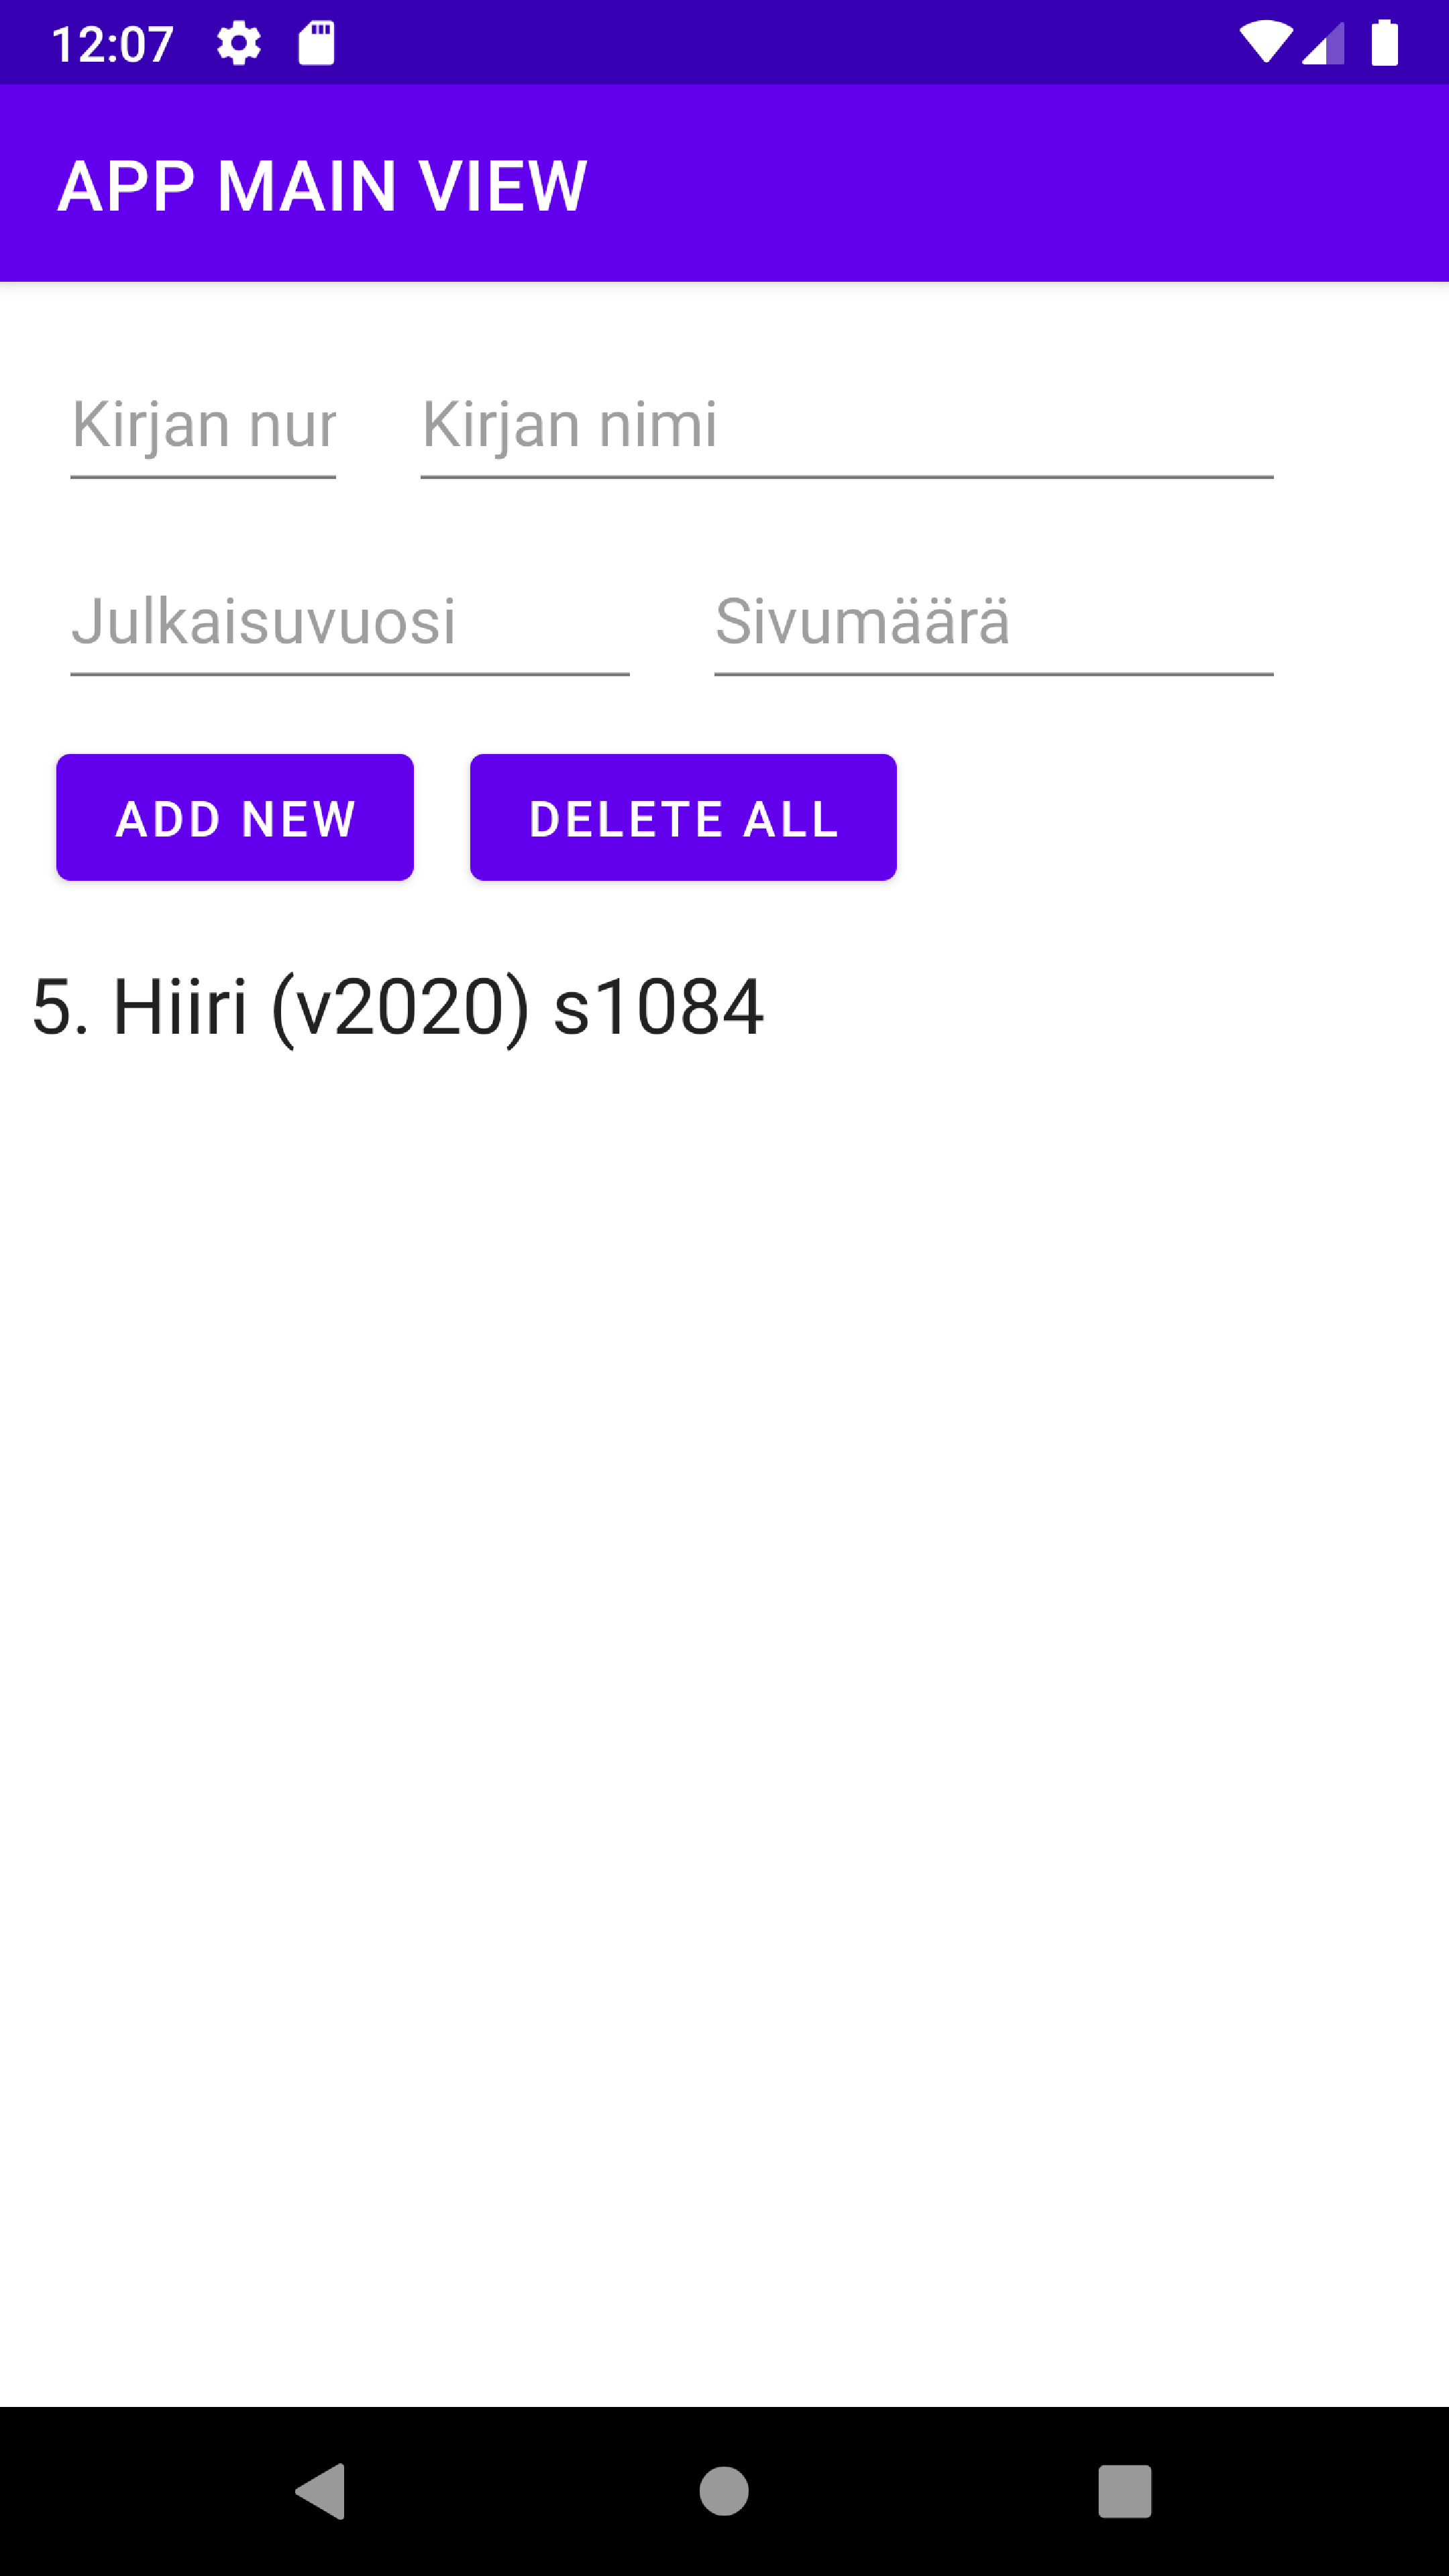 12:07
APP MAIN VIEW
Kirjan nur Kirjan nimi
Julkaisuvuosi Sivumäärä
ADD NEW DELETE ALL
5. Hiiri (v2020) s1084